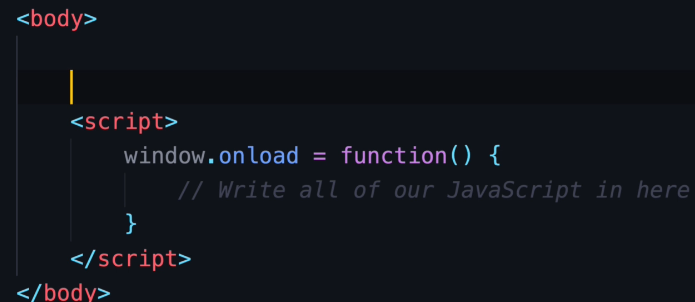 <body>
<script>
window.onload = function() {
// Write all of our JavaScript in here
}
</script>
</body>